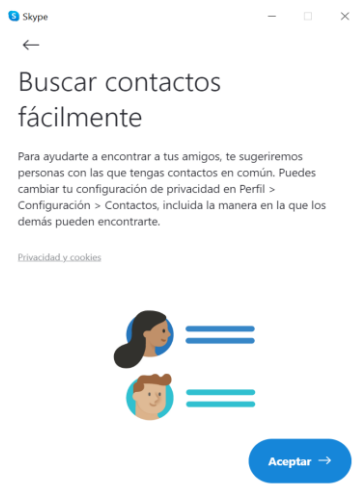 Skype
Buscar contactos
fácilmente
Para ayudarte a encontrar a tus amigos, te sugeriremos
personas con las que tengas contactos en común. Puedes
cambiar tu configuración de privacidad en Perfil >
Configuración > Contactos, incluida la manera en la que los
demás pueden encontrarte.
Privacidad y cookies
Aceptar